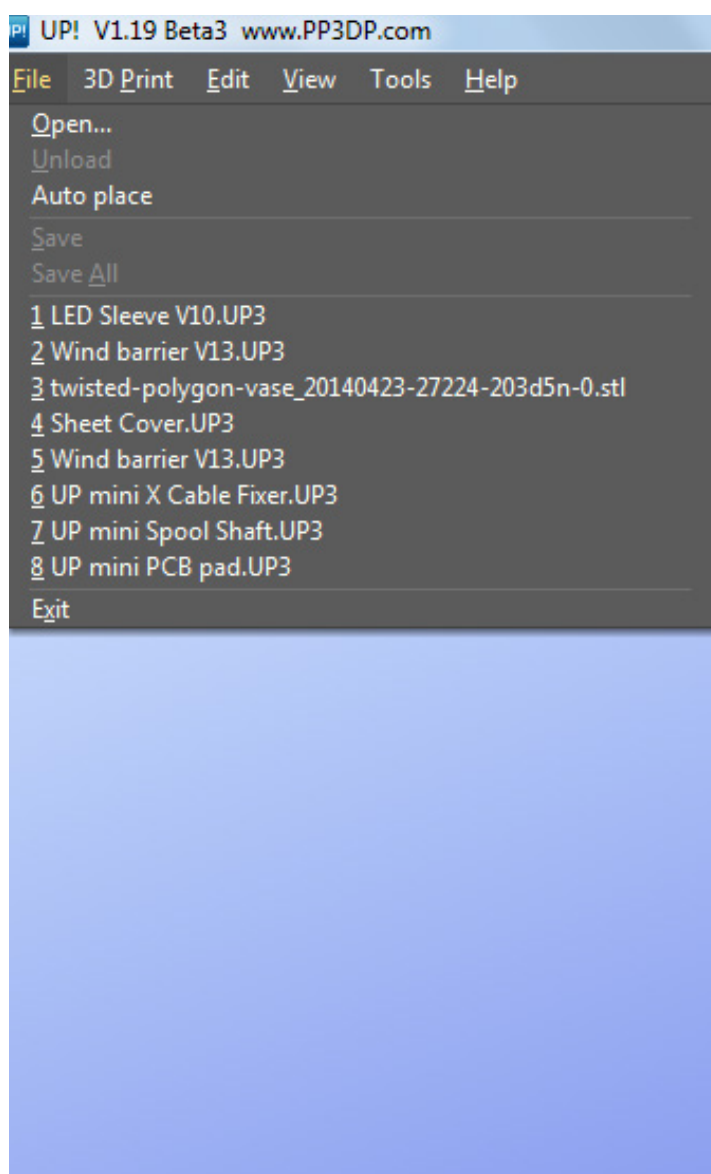 UP! UP! V1.19 Beta3 www.PP3DP.com
File 3D Print Edit View Tools Help
Open...
Unload
Auto place
Save
Save All
1 LED Sleeve V10.UP3
2 Wind barrier V13.UP3
3 twisted-polygon-vase_20140423-27224-203d5n-0.stl
4 Sheet Cover.UP3
5 Wind barrier V13.UP3
6 UP mini X Cable Fixer.UP3
7 UP mini Spool Shaft.UP3
8 UP mini PCB pad.UP3
Exit